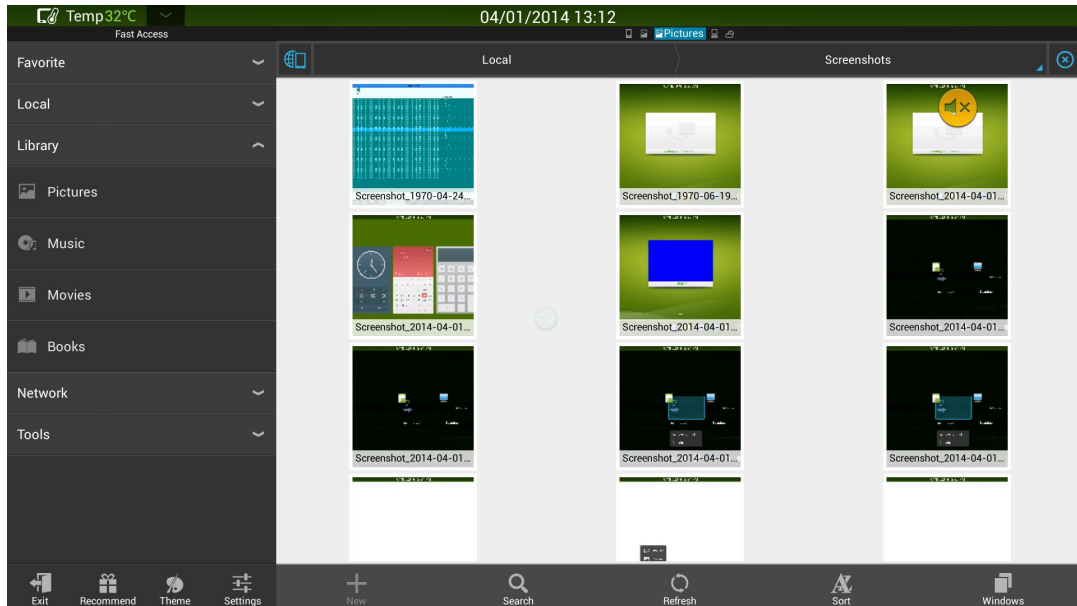 Temp 32°C
04/01/2014 13:12
Fast Access
Pictures
Favorite
Local
Library
Pictures
Music
Movies
Books
Network
Tools
Local
Screenshots
Screenshot_1970-04-24...
Screenshot_1970-06-19...
Screenshot_2014-04-01...
Screenshot_2014-04-01...
Screenshot_2014-04-01...
Screenshot_2014-04-01...
Screenshot_2014-04-01...
Screenshot_2014-04-01...
Screenshot_2014-04-01...
Exit
Recommend
Theme
Settings
New
Search
Refresh
Sort
Windows